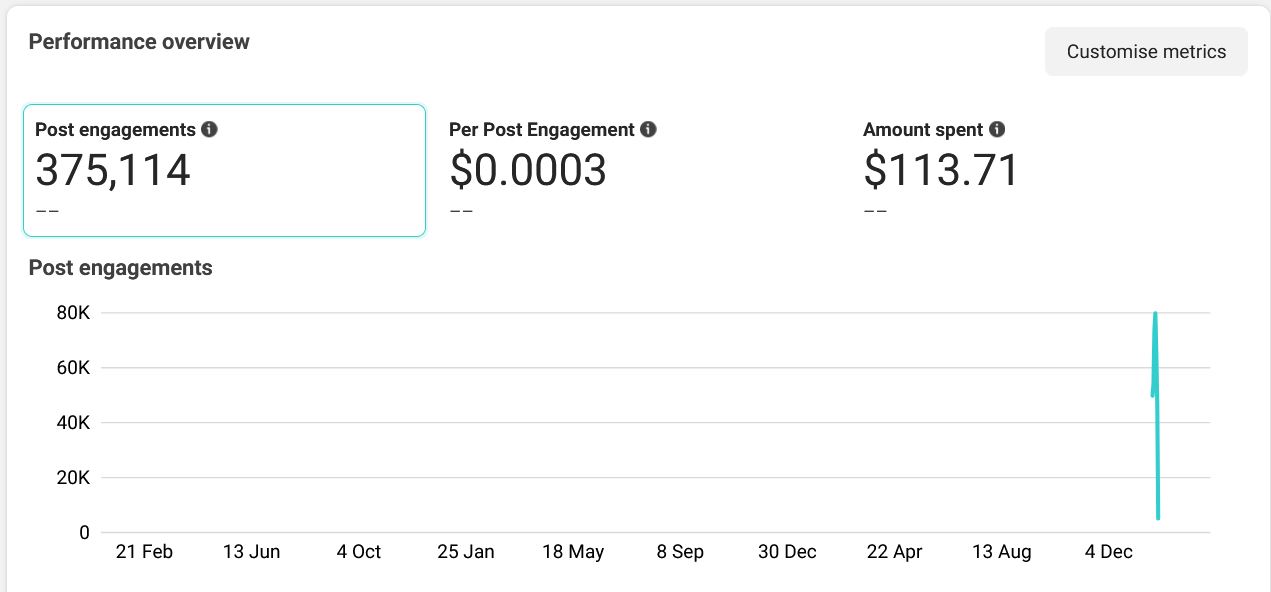 Performance overview
Customise metrics
Post engagements
375,114
––
Per Post Engagement
$0.0003
––
Amount spent
$113.71
––
Post engagements
80K
60K
40K
20K
0
21 Feb 13 Jun 4 Oct 25 Jan 18 May 8 Sep 30 Dec 22 Apr 13 Aug 4 Dec